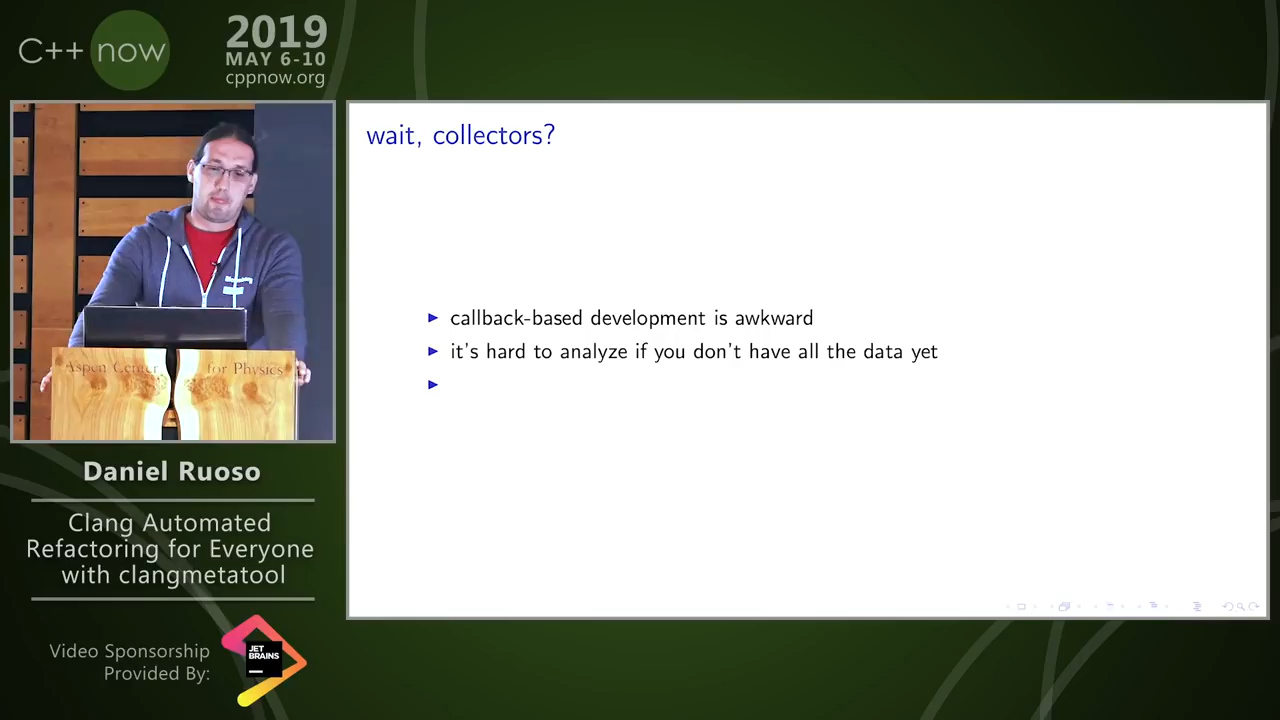 C++ now
2019
MAY 6-10
cppnow.org
wait, collectors?
callback-based development is awkward
it's hard to analyze if you don't have all the data yet
Aspen Center for Physics
Daniel Ruoso
Clang Automated
Refactoring for Everyone
with clangmetatool
Video Sponsorship
Provided By:
JET
BRAINS